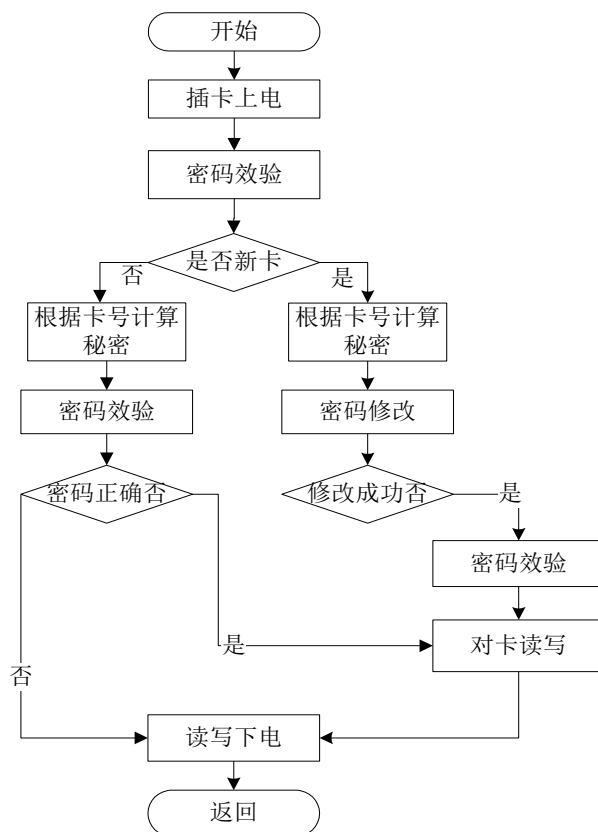 开始
插卡上电
密码效验
是否新卡
否
是
根据卡号计算
秘密
根据卡号计算
秘密
密码效验
密码修改
密码正确否
修改成功否
是
密码效验
是
对卡读写
否
读写下电
返回